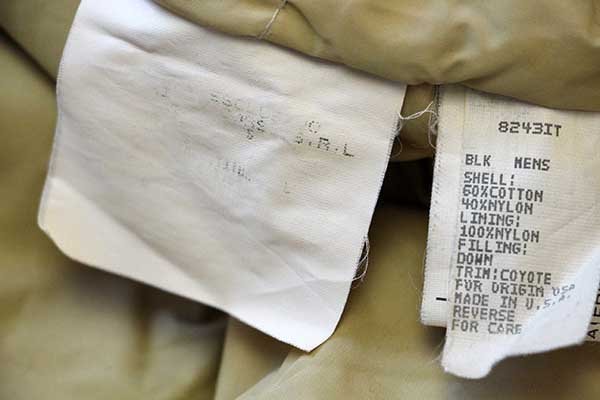 S.R.L
8243IT
BLK MENS
SHELL:
60%COTTON
40%NYLON
LINING:
100%NYLON
FILLING:
DOWN
TRIM:COYOTE
FUR ORIGIN USA
MADE IN U.S.A.
REVERSE
FOR CARE